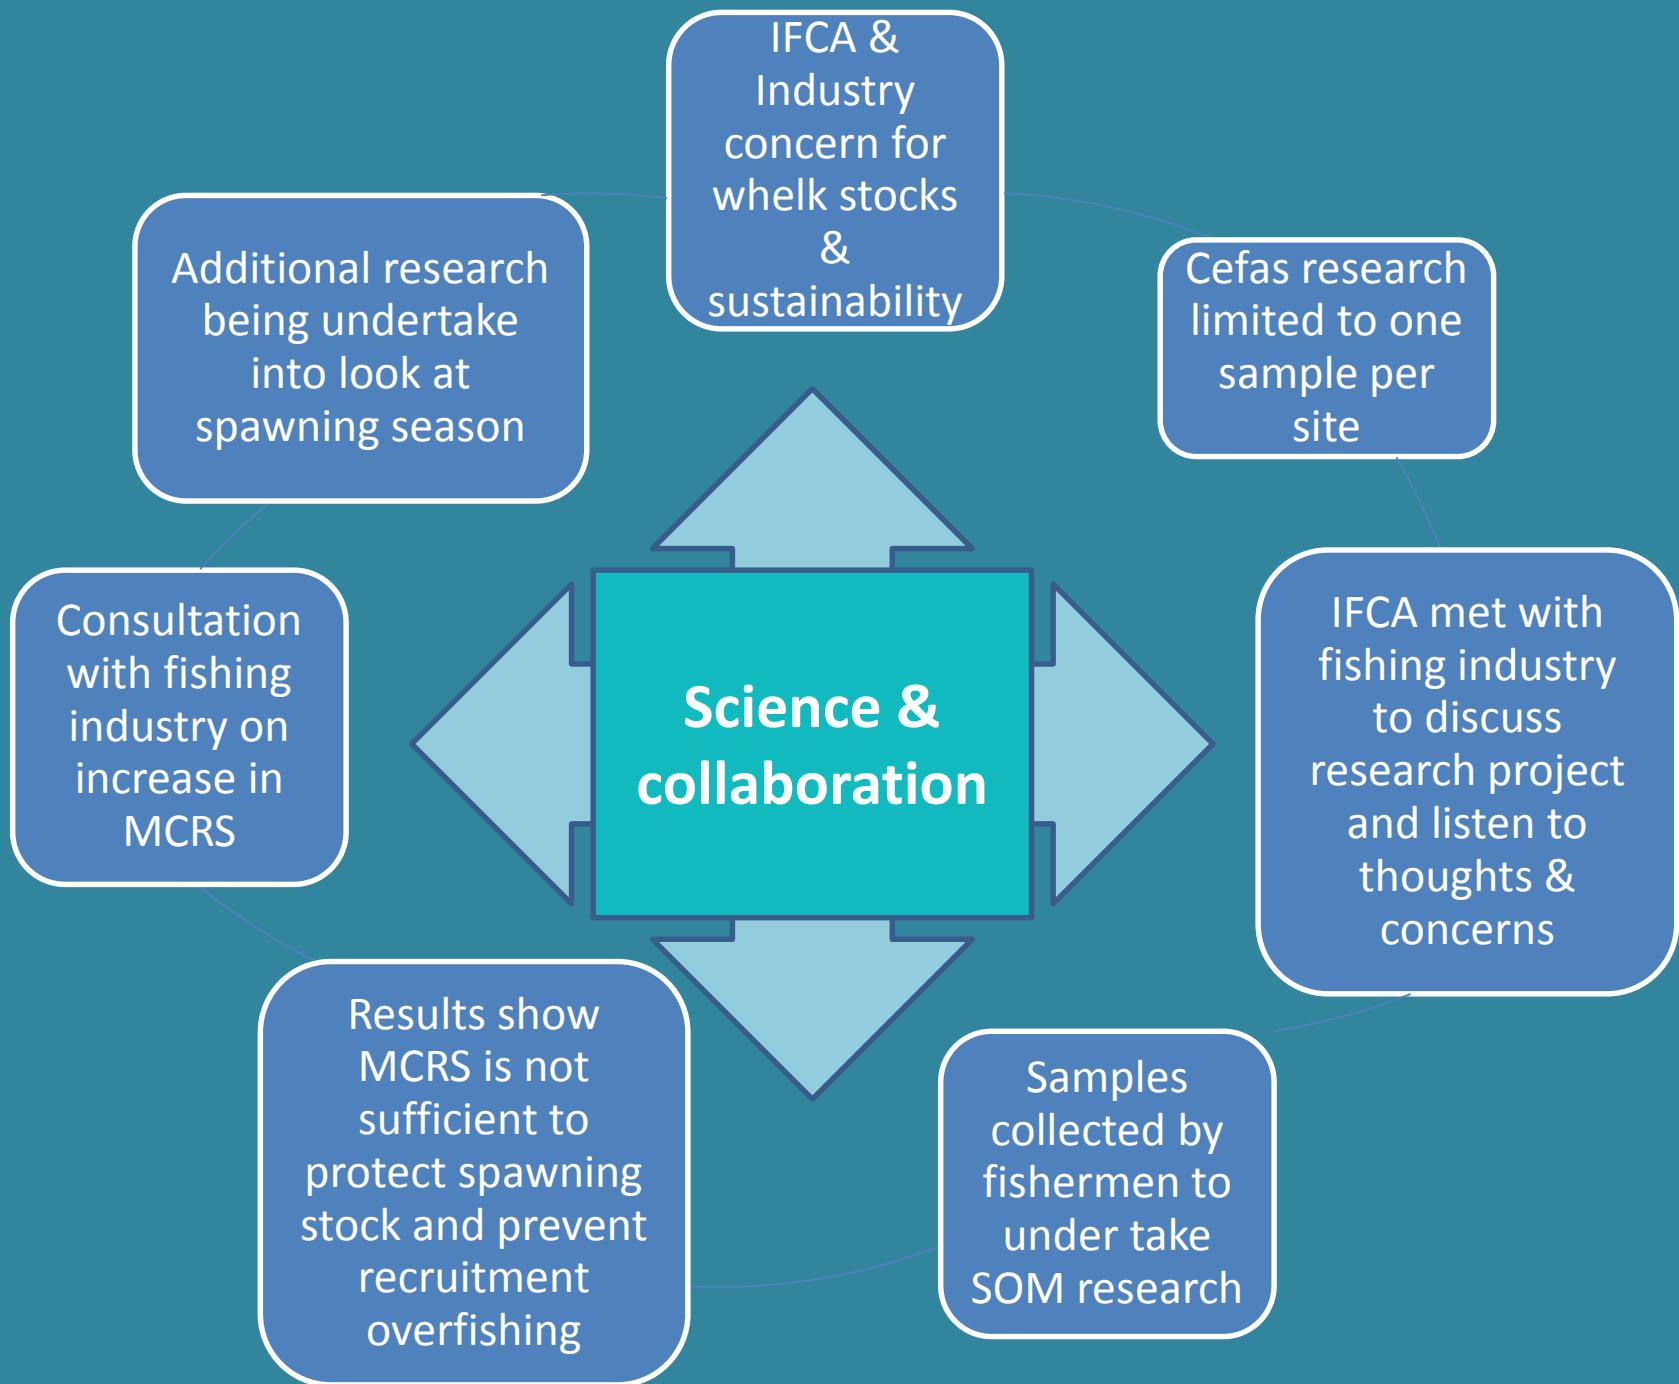 IFCA &
Industry
concern for
whelk stocks
&
sustainability
Cefas research
limited to one
sample per
site
IFCA met with
fishing industry
to discuss
research project
and listen to
thoughts &
concerns
Samples
collected by
fishermen to
under take
SOM research
Results show
MCRS is not
sufficient to
protect spawning
stock and prevent
recruitment
overfishing
Consultation
with fishing
industry on
increase in
MCRS
Additional research
being undertake
into look at
spawning season
Science &
collaboration